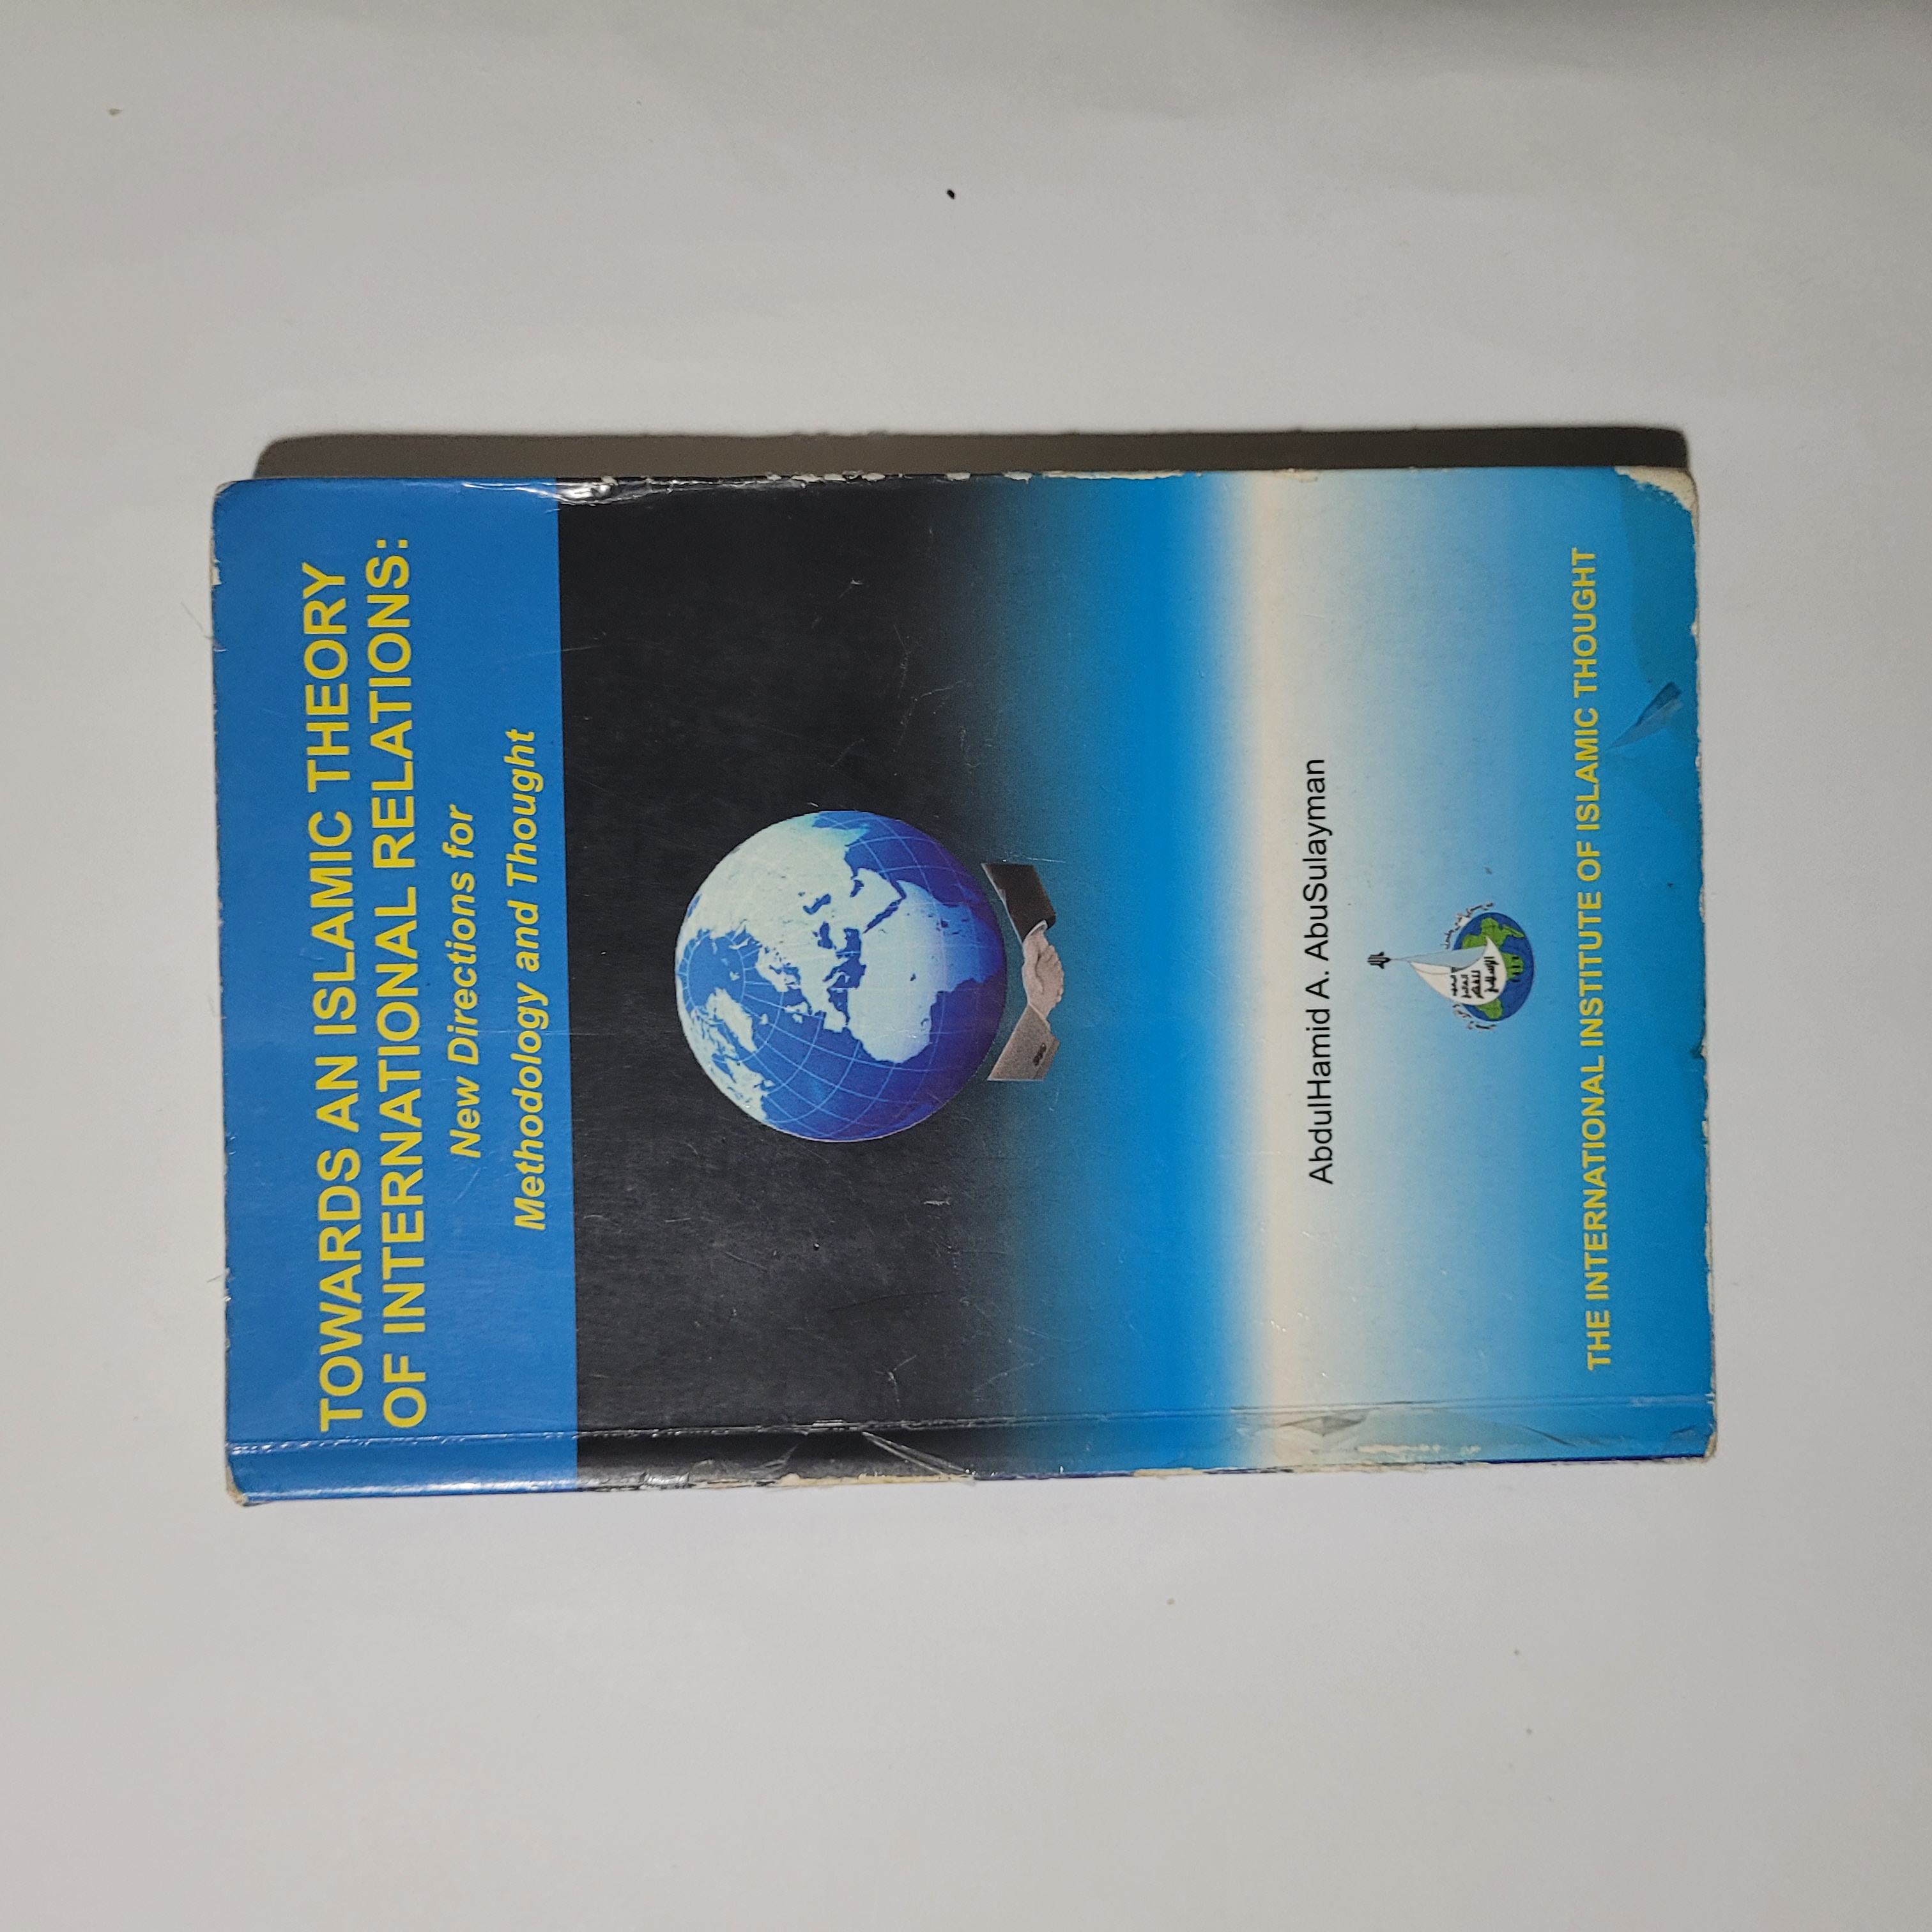 TOWARDS AN ISLAMIC THEORY
OF INTERNATIONAL RELATIONS:
New Directions for
Methodology and Thought
AbdulHamid A. AbuSulayman
THE INTERNATIONAL INSTITUTE OF ISLAMIC THOUGHT